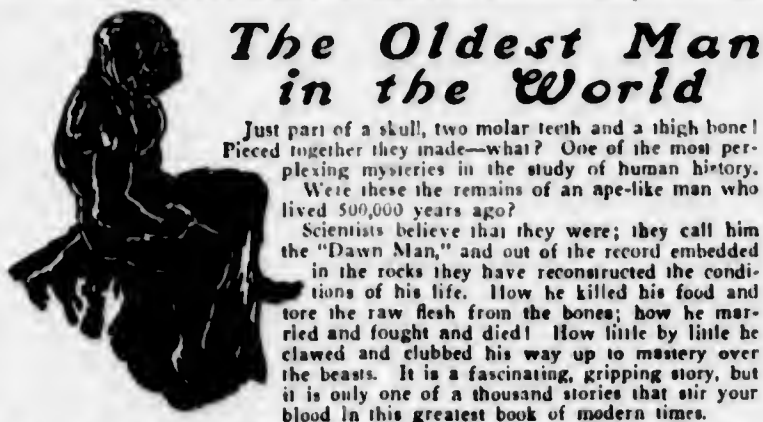 The Oldest Man
in the World
Just part of a skull, two molar teeth and a thigh bone!
Pieced together they made—what? One of the most per-
plexing mysteries in the study of human history.
Were these the remains of an ape-like man who
lived 500,000 years ago?
Scientists believe that they were; they call him
the "Dawn Man," and out of the record embedded
in the rocks they have reconstructed the condi-
tions of his life. How he killed his food and
tore the raw flesh from the bones; how he mar-
ried and fought and died! How little by little he
clawed and clubbed his way up to mastery over
the beasts. It is a fascinating, gripping story, but
it is only one of a thousand stories that stir your
blood in this greatest book of modern times.